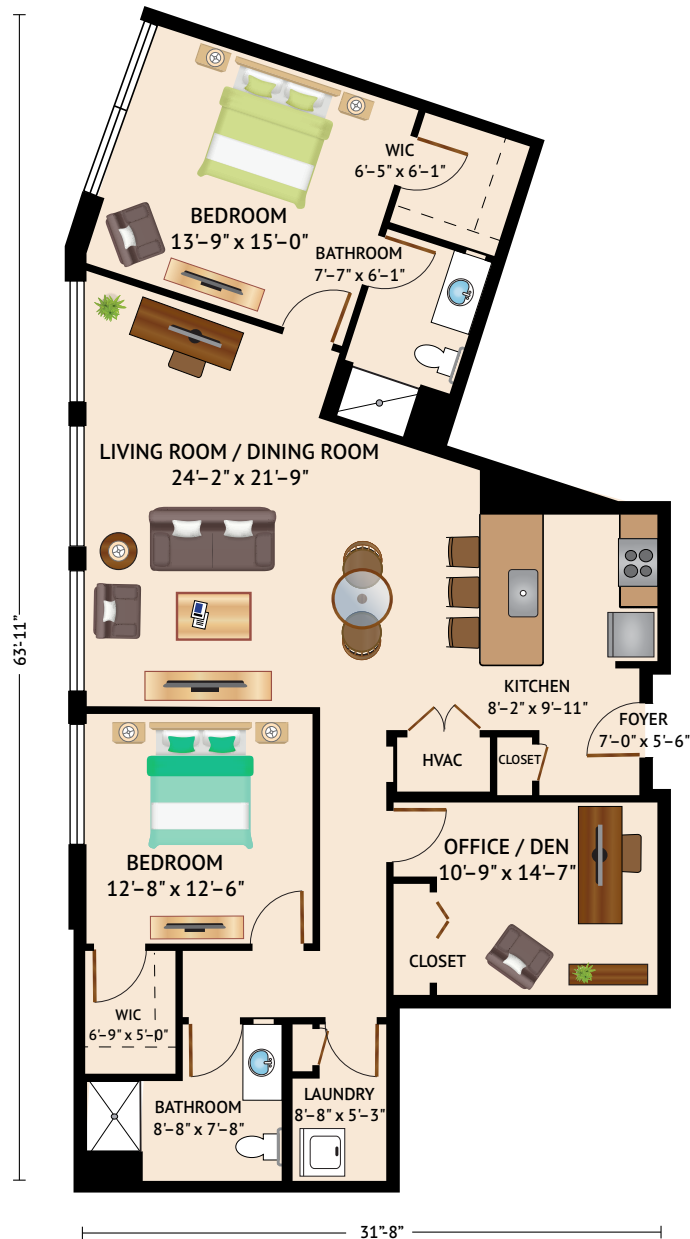 WIC
6'–5" x 6'–1"
BEDROOM
13'–9" x 15'–0"
BATHROOM
7'–7" x 6'–1"
LIVING ROOM / DINING ROOM
24'–2" x 21'–9"
63'-11"
KITCHEN
8'–2" x 9'–11"
FOYER
7'–0" x 5'–6"
HVAC
CLOSET
OFFICE / DEN
10'–9" x 14'–7"
BEDROOM
12'–8" x 12'–6"
CLOSET
WIC
6'–9" x 5'–0"
LAUNDRY
8'–8" x 5'–3"
BATHROOM
8'–8" x 7'–8"
31"-8"